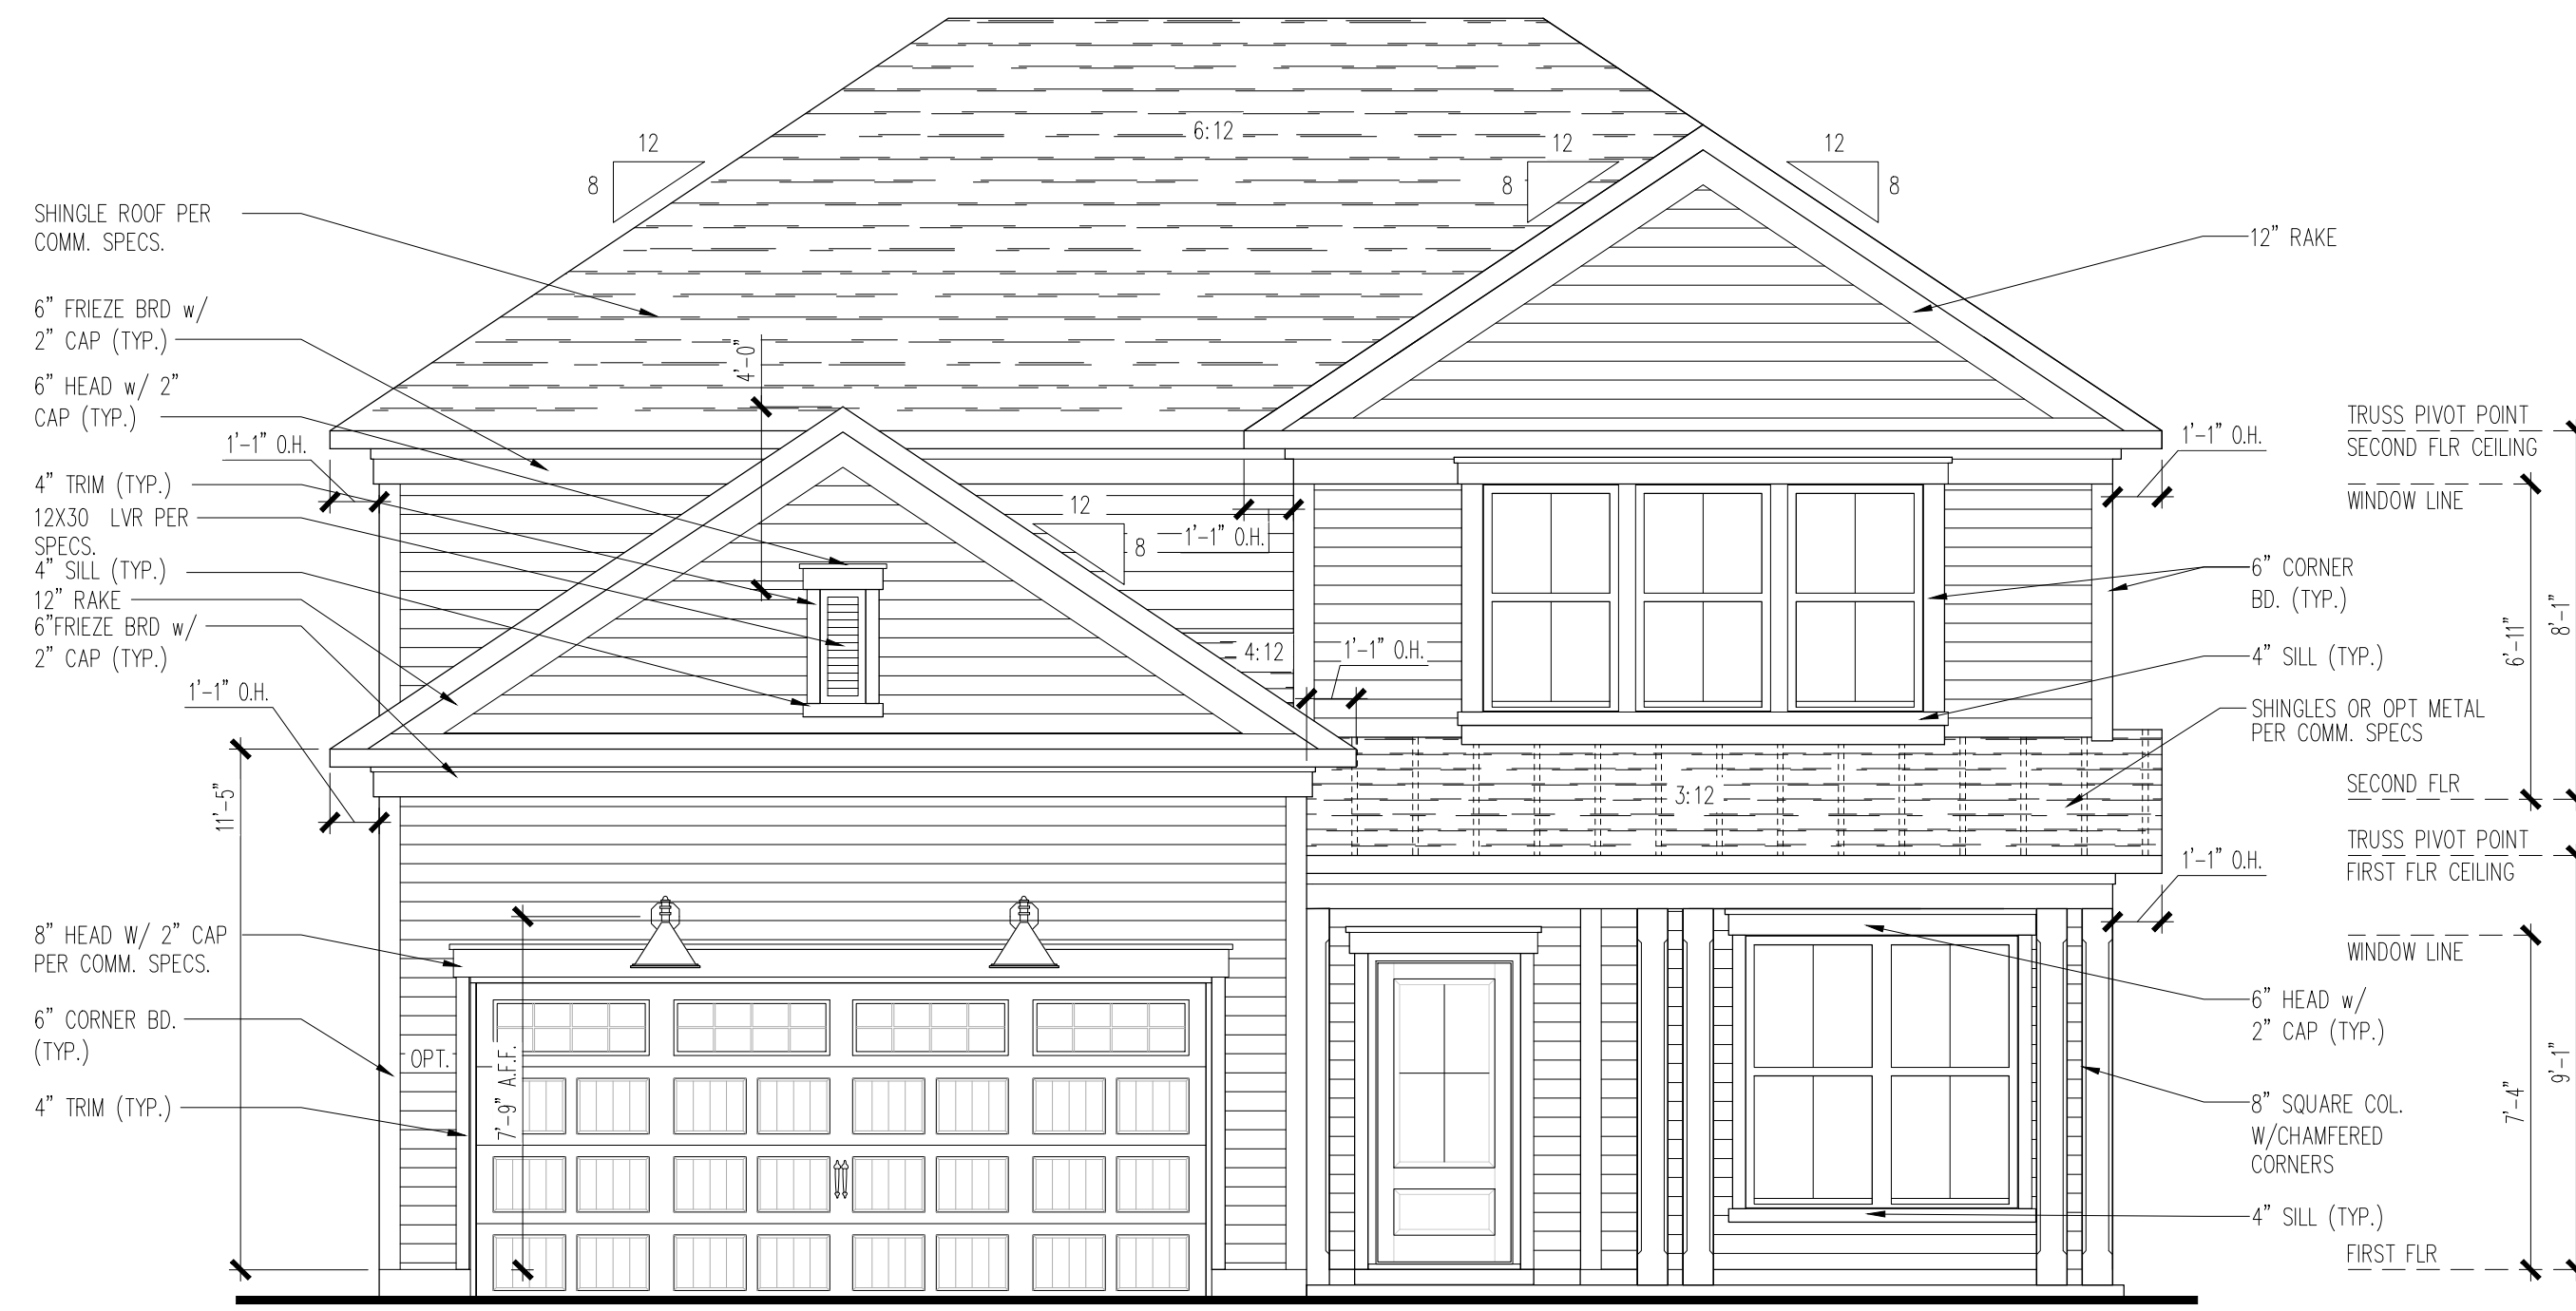 6:12
12
8
12
8
12
8
SHINGLE ROOF PER
COMM. SPECS.
6" FRIEZE BRD w/
2" CAP (TYP.)
6" HEAD w/ 2"
CAP (TYP.)
1'-1" O.H.
4" TRIM (TYP.)
12X30 LVR PER
SPECS.
4" SILL (TYP.)
12" RAKE
6"FRIEZE BRD w/
2" CAP (TYP.)
1'-1" O.H.
11'-5"
8" HEAD W/ 2" CAP
PER COMM. SPECS.
6" CORNER BD.
(TYP.)
4" TRIM (TYP.)
4'-0"
12
8
1'-1" O.H.
4:12
1'-1" O.H.
3:12
OPT.
7'-9" A.F.F.
12" RAKE
1'-1" O.H.
6" CORNER
BD. (TYP.)
4" SILL (TYP.)
SHINGLES OR OPT METAL
PER COMM. SPECS
1'-1" O.H.
6" HEAD w/
2" CAP (TYP.)
8" SQUARE COL.
W/CHAMFERED
CORNERS
4" SILL (TYP.)
TRUSS PIVOT POINT
SECOND FLR CEILING
WINDOW LINE
6'-11"
8'-1"
SECOND FLR
TRUSS PIVOT POINT
FIRST FLR CEILING
WINDOW LINE
7'-4"
9'-1"
FIRST FLR